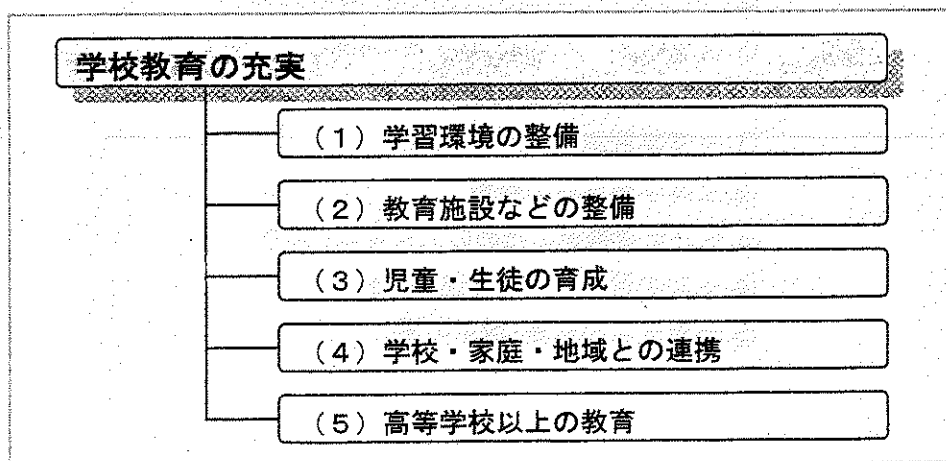 学校教育の充実
（１）学習環境の整備
（２）教育施設などの整備
（３）児童・生徒の育成
（４）学校・家庭・地域との連携
（５）高等学校以上の教育